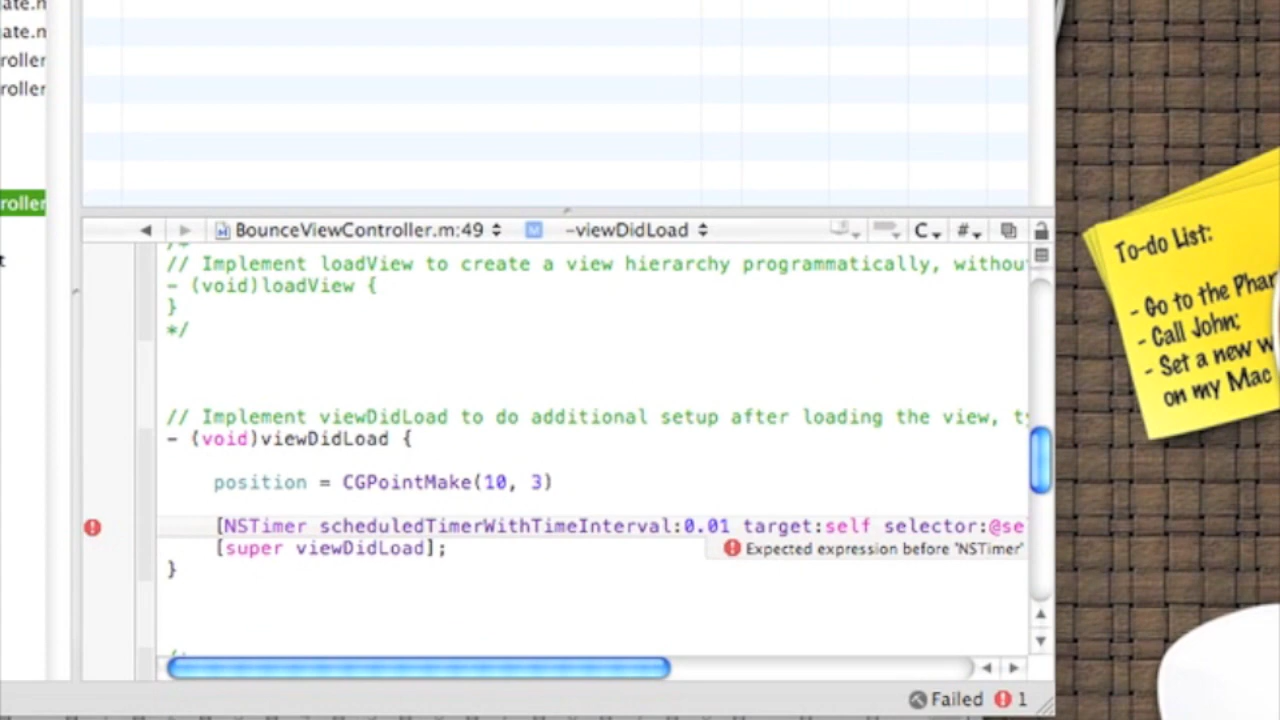 ate.m
ate.m
roller
roller
roller
t
BounceViewController.m:49
M
-viewDidLoad
C
#
/*
// Implement loadView to create a view hierarchy programmatically, withou
- (void)loadView {
}
*/
// Implement viewDidLoad to do additional setup after loading the view, ty
- (void)viewDidLoad {
position = CGPointMake(10, 3)
[NSTimer scheduledTimerWithTimeInterval:0.01 target:self selector:@se
[super viewDidLoad];
Expected expression before 'NSTimer'
}
Failed 1
To-do List:
- Go to the Phar
- Call John;
- Set a new w
on my Mac